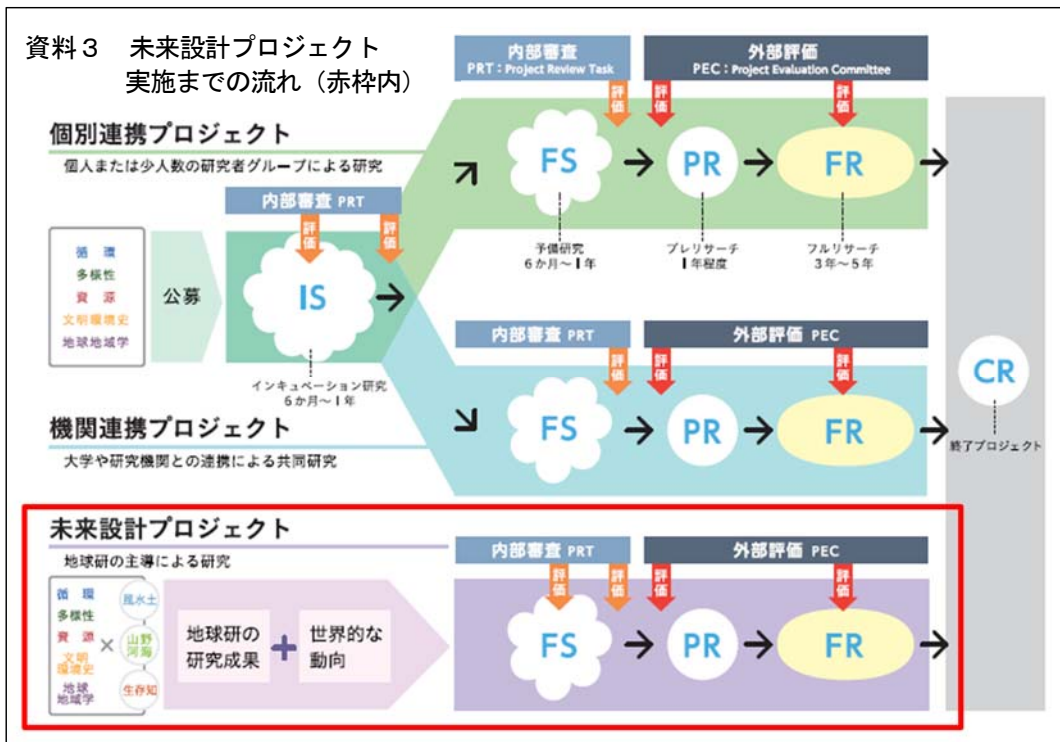 資料３ 未来設計プロジェクト
実施までの流れ（赤枠内）
内部審査
PRT：Project Review Task
外部評価
PEC：Project Evaluation Committee
評価
評価
評価
個別連携プロジェクト
個人または少人数の研究者グループによる研究
FS
PR
FR
予備研究
6か月〜1年
プレリサーチ
1年程度
フルリサーチ
3年〜5年
内部審査 PRT
評価
評価
循環
多様性
資源
文明環境史
地球地域学
公募
IS
インキュベーション研究
6か月〜1年
機関連携プロジェクト
大学や研究機関との連携による共同研究
内部審査 PRT
外部評価 PEC
評価
評価
評価
FS
PR
FR
CR
終了プロジェクト
未来設計プロジェクト
地球研の主導による研究
循環
多様性
資源
文明
環境史
地球
地域学
×
風水土
山野
河海
生存知
地球研の
研究成果
+
世界的な
動向
内部審査 PRT
外部評価 PEC
評価
評価
評価
評価
FS
PR
FR